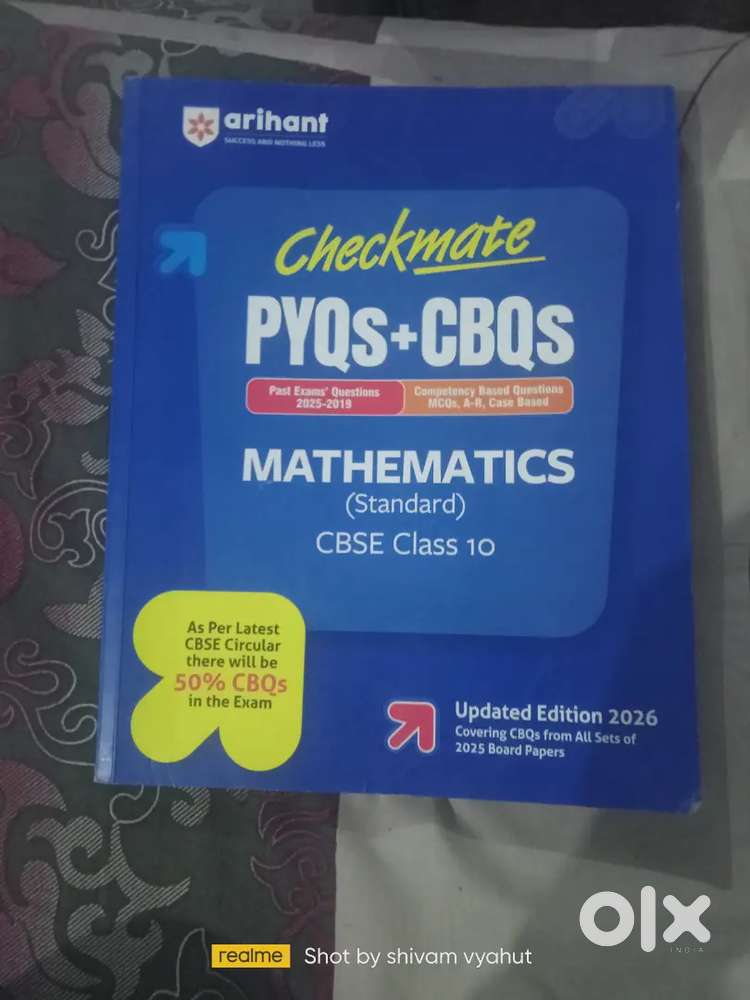 arihant
SUCCESS AND NOTHING LESS
Checkmate
PYQs+CBQs
Past Exams' Questions
2025-2019
Competency Based Questions
MCQs, A-R, Case Based
MATHEMATICS
(Standard)
CBSE Class 10
As Per Latest
CBSE Circular
there will be
50% CBQs
in the Exam
Updated Edition 2026
Covering CBQs from All Sets of
2025 Board Papers
olx
INDIA
realme Shot by shivam vyahut